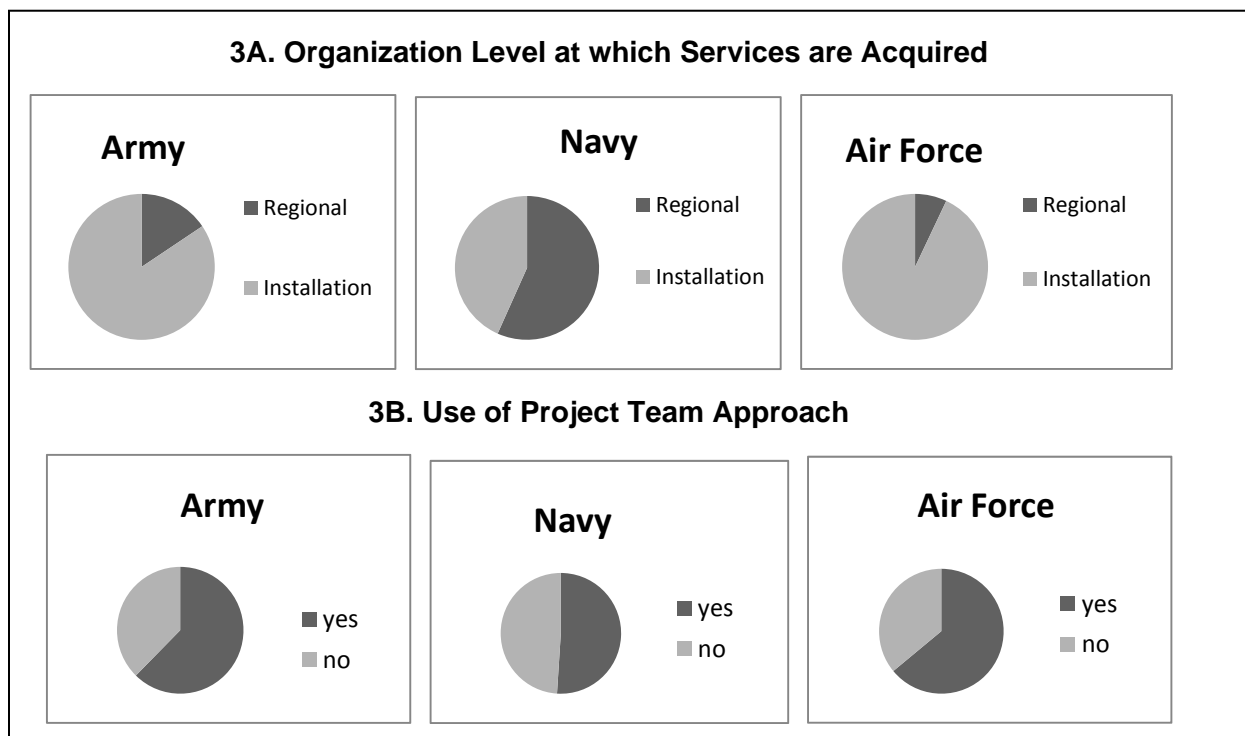 3A. Organization Level at which Services are Acquired
Army
Regional
Installation
Navy
Regional
Installation
Air Force
Regional
Installation
3B. Use of Project Team Approach
Army
yes
no
Navy
yes
no
Air Force
yes
no